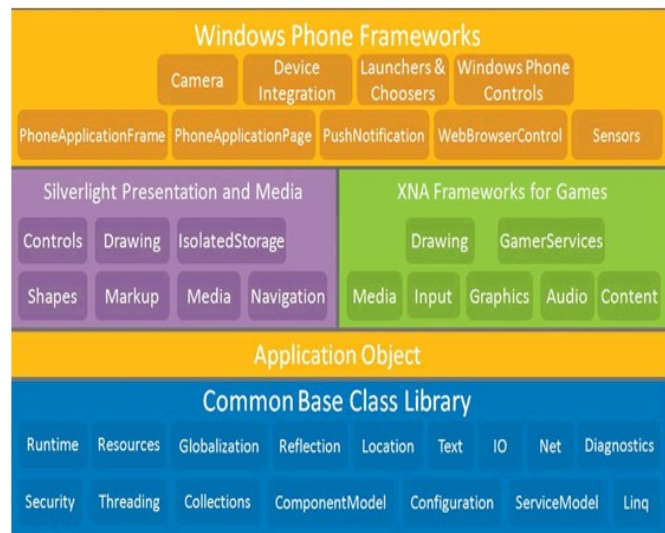 Windows Phone Frameworks
Camera
Device
Integration
Launchers &
Choosers
Windows Phone
Controls
PhoneApplicationFrame
PhoneApplicationPage
PushNotification
WebBrowserControl
Sensors
Silverlight Presentation and Media
Controls
Drawing
IsolatedStorage
Shapes
Markup
Media
Navigation
XNA Frameworks for Games
Drawing
GamerServices
Media
Input
Graphics
Audio
Content
Application Object
Common Base Class Library
Runtime
Resources
Globalization
Reflection
Location
Text
IO
Net
Diagnostics
Security
Threading
Collections
ComponentModel
Configuration
ServiceModel
Linq